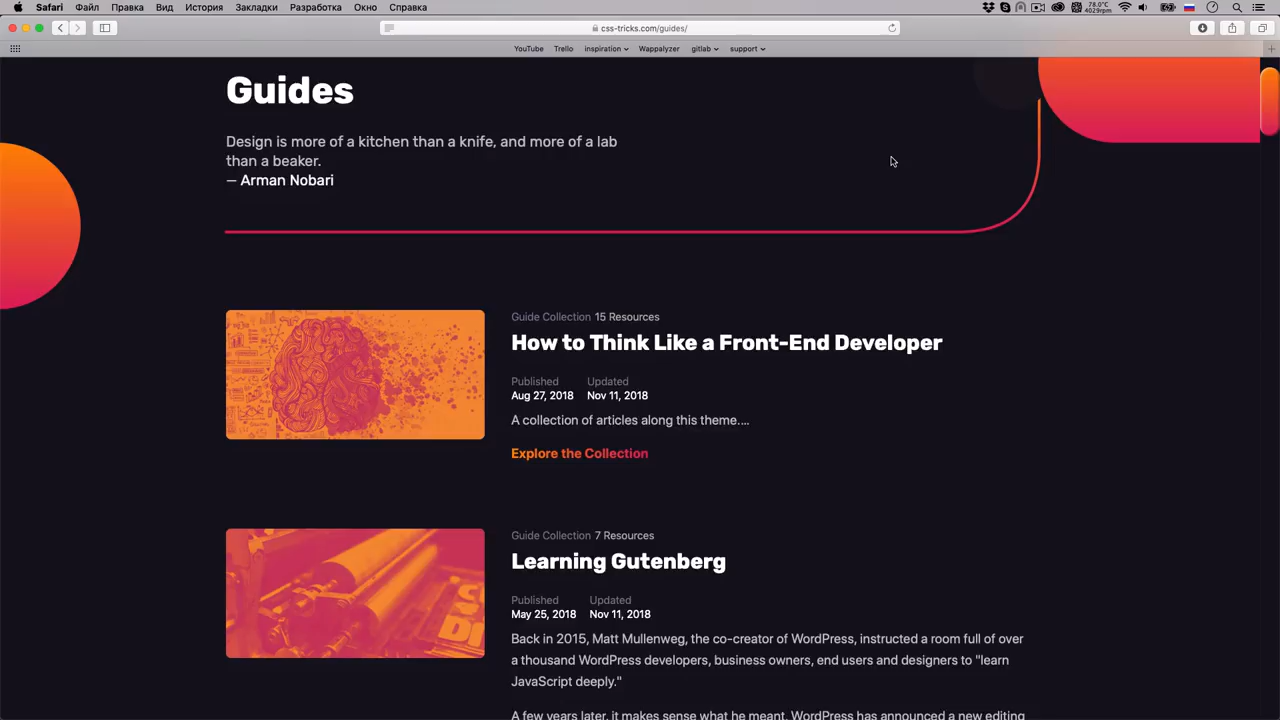 Safari Файл Правка Вид История Закладки Разработка Окно Справка
78.0°C
4029rpm
css-tricks.com/guides/
YouTube Trello inspiration Wappalyzer gitlab support
Guides
Design is more of a kitchen than a knife, and more of a lab
than a beaker.
— Arman Nobari
Guide Collection 15 Resources
How to Think Like a Front-End Developer
Published Updated
Aug 27, 2018 Nov 11, 2018
A collection of articles along this theme....
Explore the Collection
Guide Collection 7 Resources
Learning Gutenberg
Published Updated
May 25, 2018 Nov 11, 2018
Back in 2015, Matt Mullenweg, the co-creator of WordPress, instructed a room full of over
a thousand WordPress developers, business owners, end users and designers to "learn
JavaScript deeply."
A few years later, it makes sense what he meant. WordPress has announced a new editing